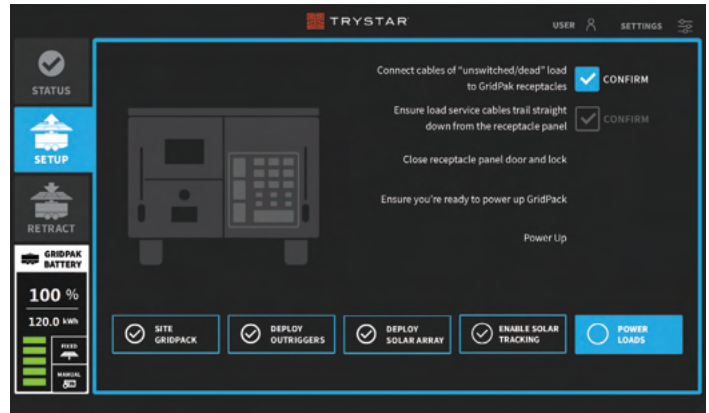 TRYSTAR
USER
SETTINGS
STATUS
SETUP
RETRACT
GRIDPAK
BATTERY
100 %
120.0 kWh
FIXED
MANUAL
Connect cables of "unswitched/dead" load
to GridPak receptacles
CONFIRM
Ensure load service cables trail straight
down from the receptacle panel
CONFIRM
Close receptacle panel door and lock
Ensure you're ready to power up GridPack
Power Up
SITE
GRIDPACK
DEPLOY
OUTRIGGERS
DEPLOY
SOLAR ARRAY
ENABLE SOLAR
TRACKING
POWER
LOADS